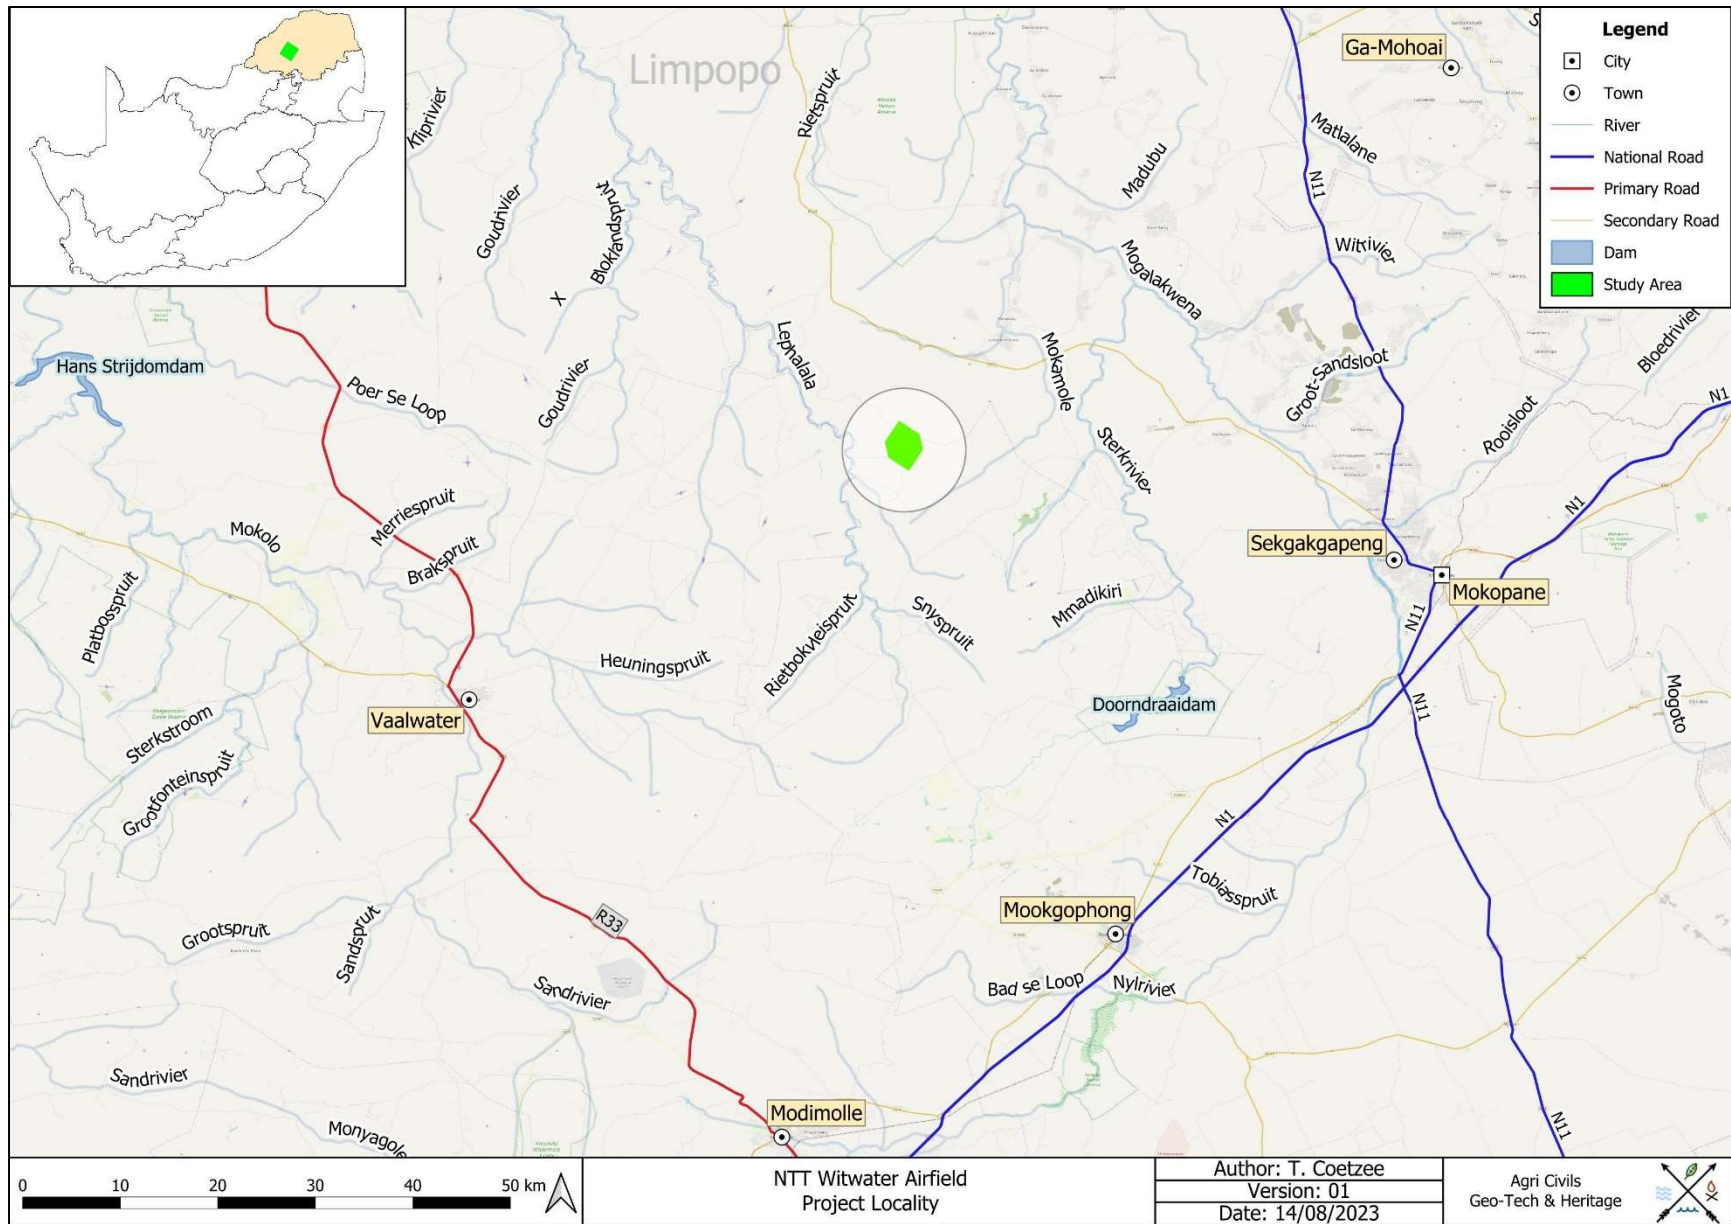 Limpopo
Ga-Mohoai
Legend
City
Town
River
National Road
Primary Road
Secondary Road
Dam
Study Area
Kliprivier
Rietspruit
Matlalane
Madubu
N11
Goudrivier
Bloklandspruit
X
Witrivier
Mogalakwena
Lephalala
Mokamole
Groot-Sandsloot
Bloedrivier
Hans Strijdomdam
Poer Se Loop
Goudrivier
N1
Rooisloot
Sterkrivier
Merriespruit
Mokolo
Brakspruit
N1
Sekgakgapeng
Mokopane
Platbosspruit
Rietbokvleispruit
Snyspruit
Mmadikiri
N11
Heuningspruit
Vaalwater
Doorndraaidam
N11
Mogoto
Sterkstroom
Grootfonteinspruit
N1
Tobiasspruit
Mookgophong
R33
Grootspruit
Sandspruit
Sandrivier
Bad se Loop
Nylrivier
Sandrivier
Modimolle
Monyagole
N11
0 10 20 30 40 50 km
NTT Witwater Airfield
Project Locality
Author: T. Coetzee
Version: 01
Date: 14/08/2023
Agri Civils
Geo-Tech & Heritage